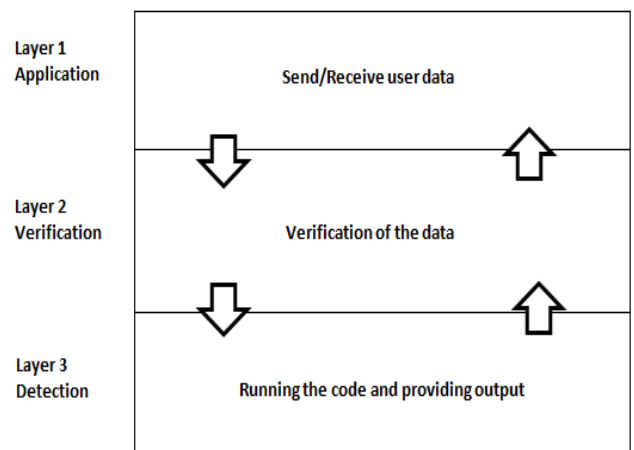 Layer 1
Application
Send/Receive user data
Layer 2
Verification
Verification of the data
Layer 3
Detection
Running the code and providing output